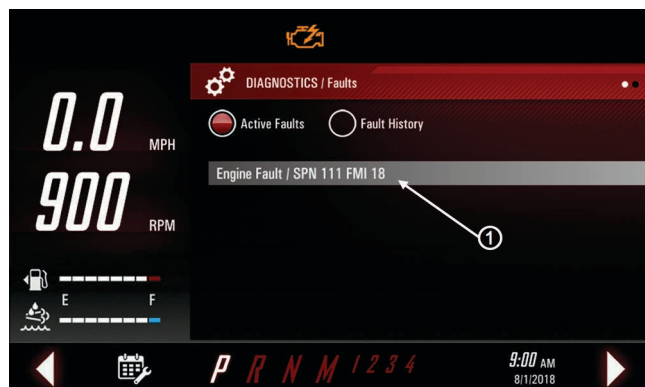 DIAGNOSTICS / Faults
Active Faults Fault History
0.0 MPH
Engine Fault / SPN 111 FMI 18
900 RPM
1
E F
P R N M 1 2 3 4
9:00 AM
8/1/2018